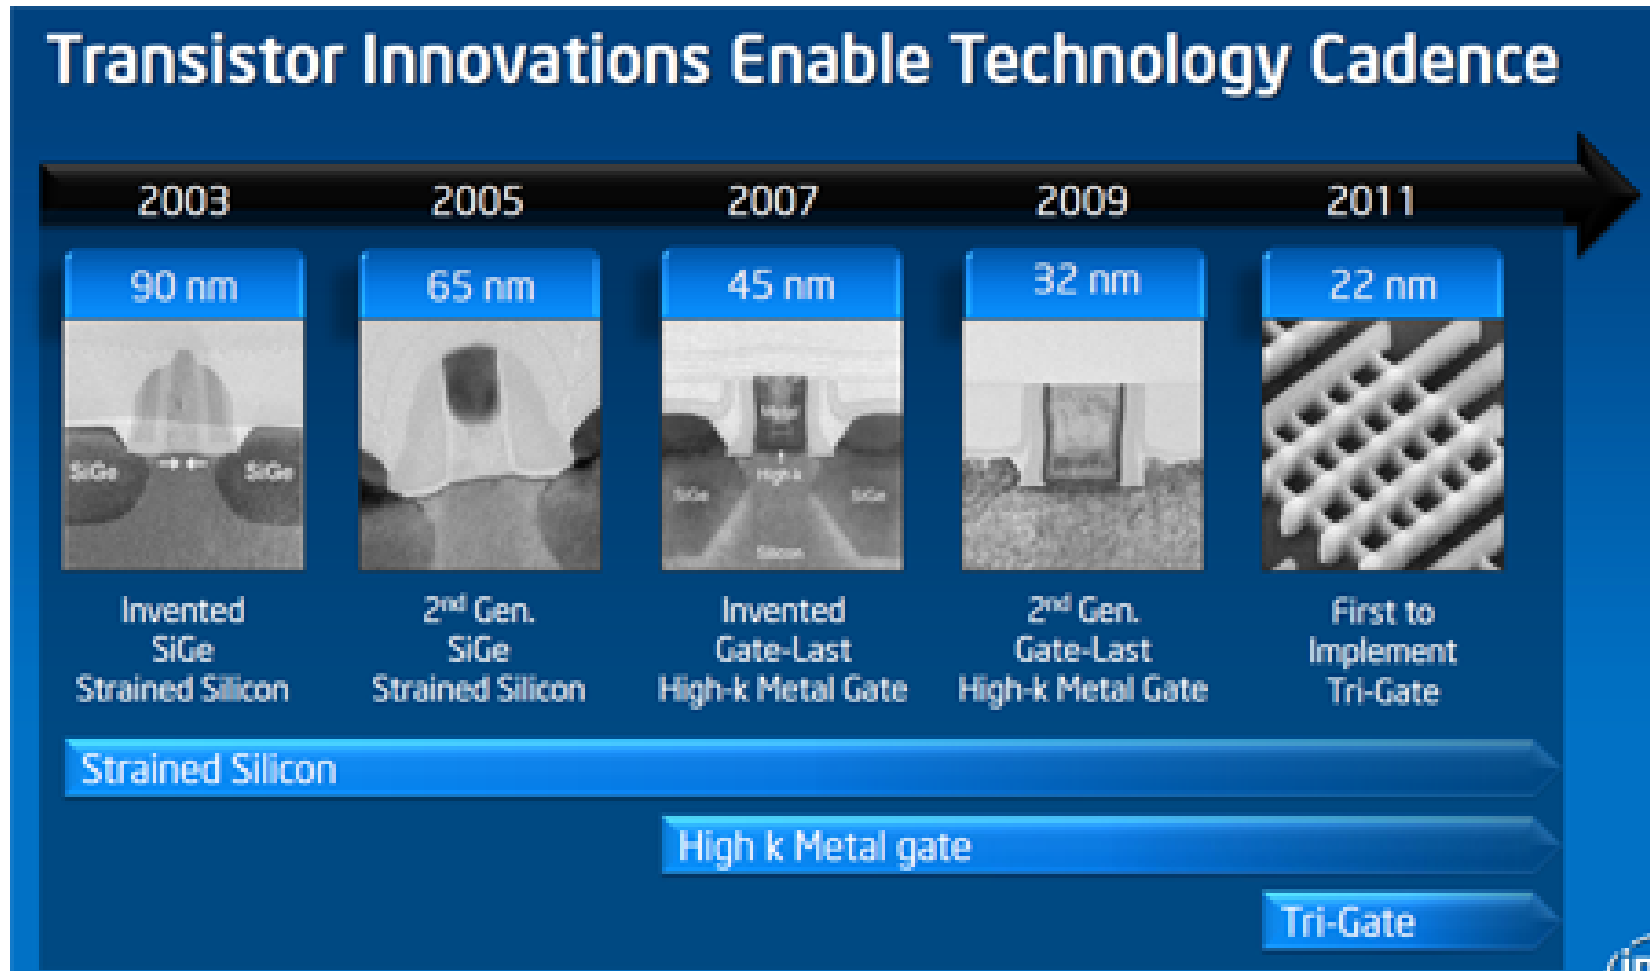 Transistor Innovations Enable Technology Cadence
2003 2005 2007 2009 2011
90 nm 65 nm 45 nm 32 nm 22 nm
SiGe SiGe
Metal
High-k
SiGe SiGe
Silicon
Invented
SiGe
Strained Silicon
2nd Gen.
SiGe
Strained Silicon
Invented
Gate-Last
High-k Metal Gate
2nd Gen.
Gate-Last
High-k Metal Gate
First to
Implement
Tri-Gate
Strained Silicon
High k Metal gate
Tri-Gate